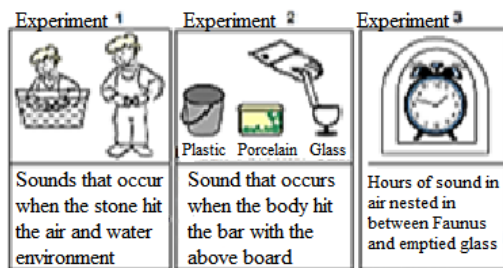 Experiment 1
Experiment 2
Experiment 3
Plastic Porcelain Glass
Sounds that occur
when the stone hit
the air and water
environment
Sound that occurs
when the body hit
the bar with the
above board
Hours of sound in
air nested in
between Faunus
and emptied glass